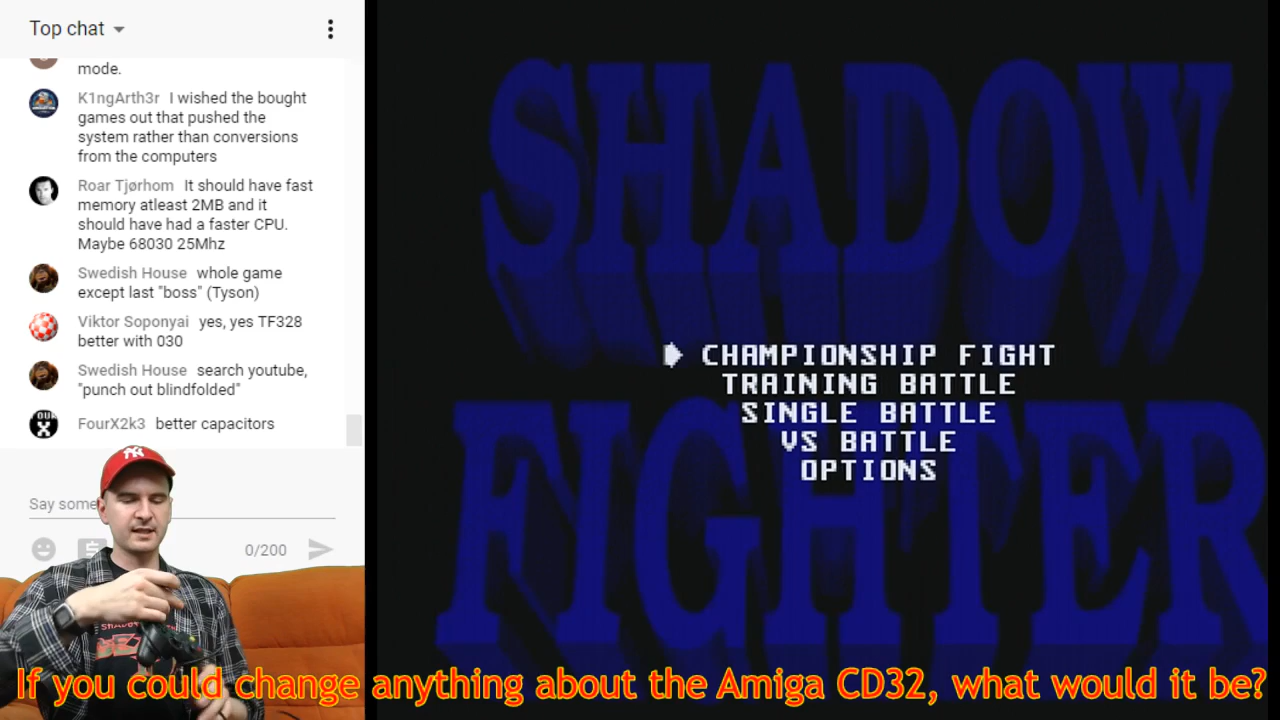 Top chat
mode.
K1ngArth3r I wished the bought
games out that pushed the
system rather than conversions
from the computers
Roar Tjørhom It should have fast
memory atleast 2MB and it
should have had a faster CPU.
Maybe 68030 25Mhz
Swedish House whole game
except last "boss" (Tyson)
Viktor Soponyai yes, yes TF328
better with 030
Swedish House search youtube,
"punch out blindfolded"
FourX2k3 better capacitors
Say some
0/200
SHADOW
FIGHTER
CHAMPIONSHIP FIGHT
TRAINING BATTLE
SINGLE BATTLE
VS BATTLE
OPTIONS
If you could change anything about the Amiga CD32, what would it be?